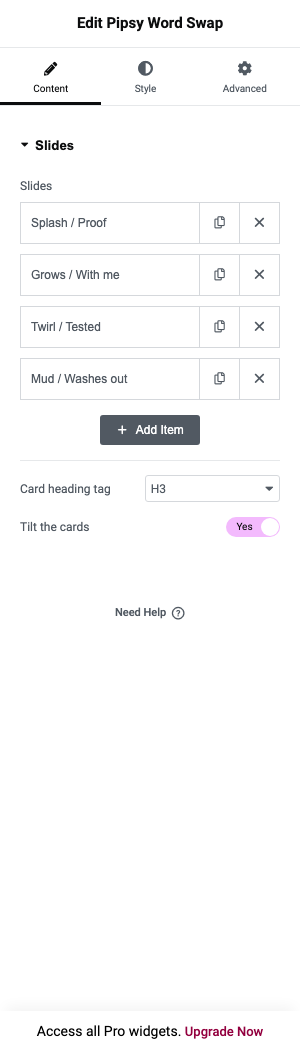 Edit Pipsy Word Swap
Content
Style
Advanced
Slides
Slides
Splash / Proof
Grows / With me
Twirl / Tested
Mud / Washes out
+ Add Item
Card heading tag
H3
Tilt the cards
Yes
Need Help ?
Access all Pro widgets. Upgrade Now